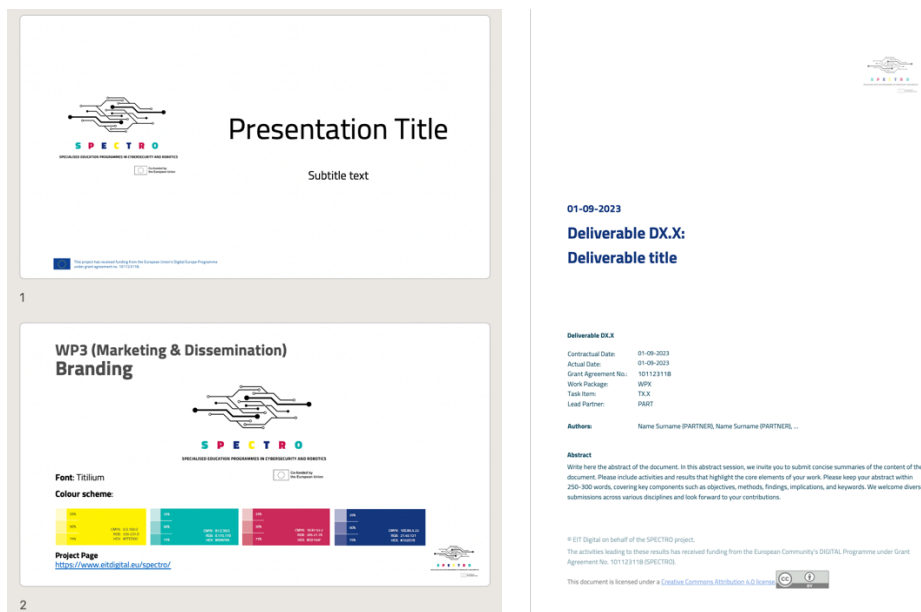 SPECTRO
SPECIALISED EDUCATION PROGRAMMES IN CYBERSECURITY AND ROBOTICS
Co-funded by
the European Union
Presentation Title
Subtitle text
This project has received funding from the European Union's Digital Europe Programme
under grant agreement no. 101123118
1
WP3 (Marketing & Dissemination)
Branding
SPECTRO
SPECIALISED EDUCATION PROGRAMMES IN CYBERSECURITY AND ROBOTICS
Co-funded by
the European Union
Font: Titilium
Colour scheme:
Project Page
https://www.eitdigital.eu/spectro/
SPECTRO
2
SPECTRO
01-09-2023
Deliverable DX.X:
Deliverable title
Deliverable DX.X
Contractual Date: 01-09-2023
Actual Date: 01-09-2023
Grant Agreement No.: 101123118
Work Package: WPX
Task Item: TX.X
Lead Partner: PART
Authors: Name Surname (PARTNER), Name Surname (PARTNER), ...
Abstract
Write here the abstract of the document. In this abstract session, we invite you to submit concise summaries of the content of the
document. Please include activities and results that highlight the core elements of your work. Please keep your abstract within
250-300 words, covering key components such as objectives, methods, findings, implications, and keywords. We welcome divers
submissions across various disciplines and look forward to your contributions.
© EIT Digital on behalf of the SPECTRO project.
The activities leading to these results has received funding from the European Community's DIGITAL Programme under Grant
Agreement No. 101123118 (SPECTRO).
This document is licensed under a Creative Commons Attribution 4.0 license
CC
BY